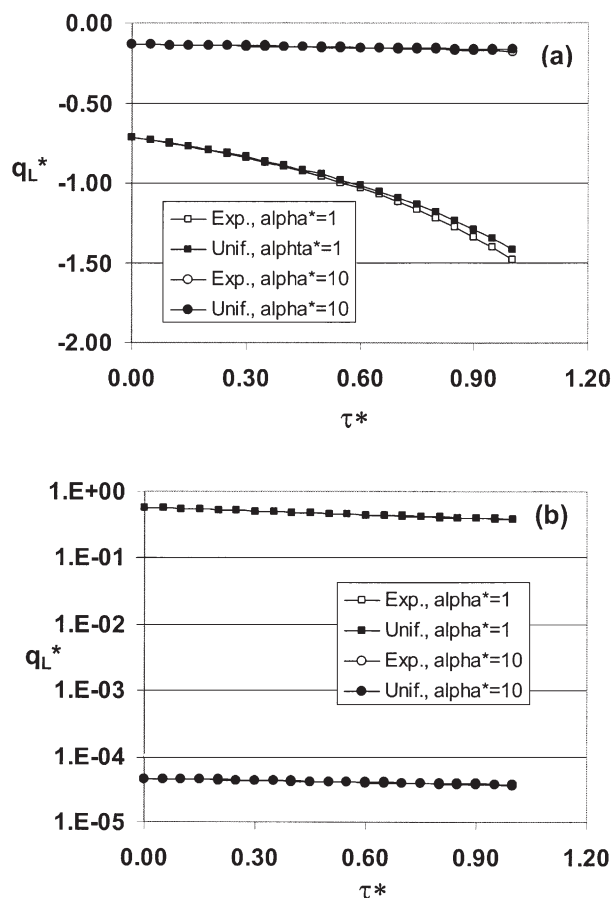 0.00
(a)
-0.50
qL*
-1.00
Exp., alpha*=1
Unif., alphta*=1
Exp., alpha*=10
Unif., alpha*=10
-1.50
-2.00
0.00 0.30 0.60 0.90 1.20
τ*
1.E+00
(b)
1.E-01
Exp., alpha*=1
Unif., alpha*=1
Exp., alpha*=10
Unif., alpha*=10
1.E-02
qL*
1.E-03
1.E-04
1.E-05
0.00 0.30 0.60 0.90 1.20
τ*